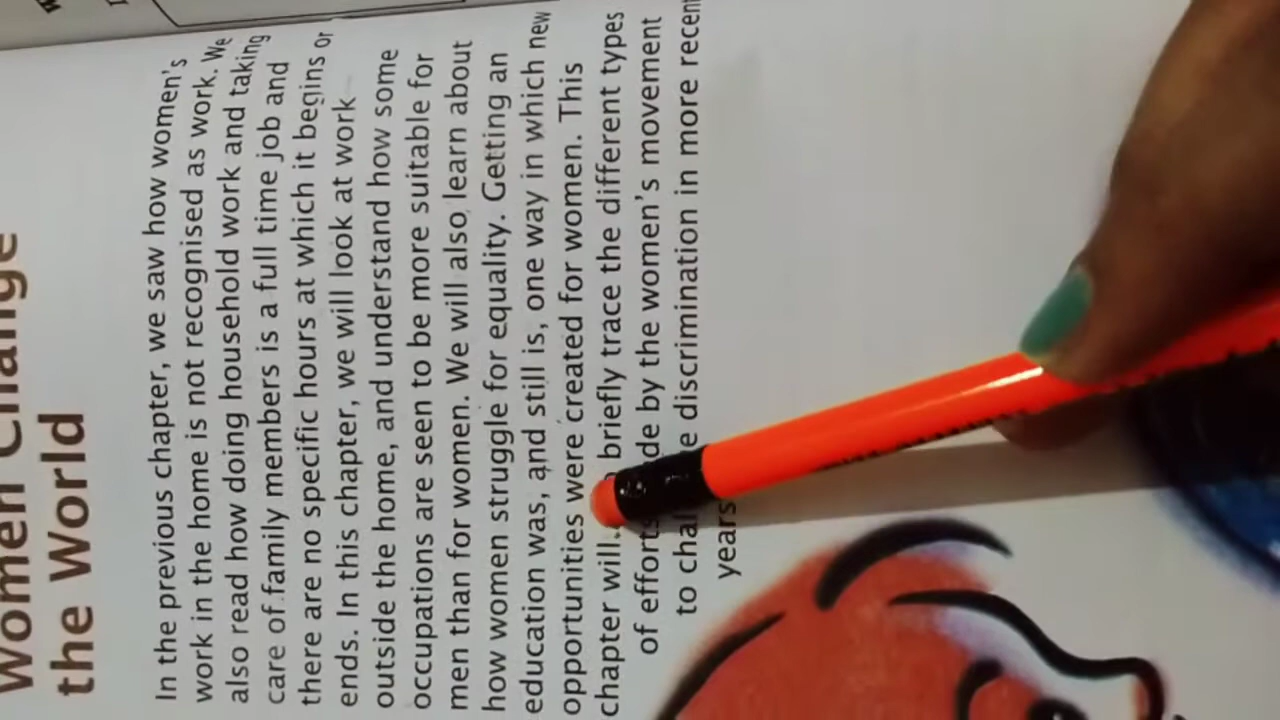 Women Change
the World
In the previous chapter, we saw how women's
work in the home is not recognised as work. We
also read how doing household work and taking
care of family members is a full time job and
there are no specific hours at which it begins or
ends. In this chapter, we will look at work
outside the home, and understand how some
occupations are seen to be more suitable for
men than for women. We will also learn about
how women struggle for equality. Getting an
education was, and still is, one way in which new
opportunities were created for women. This
chapter will briefly trace the different types
of efforts by the women's movement
to discrimination in more recent
years